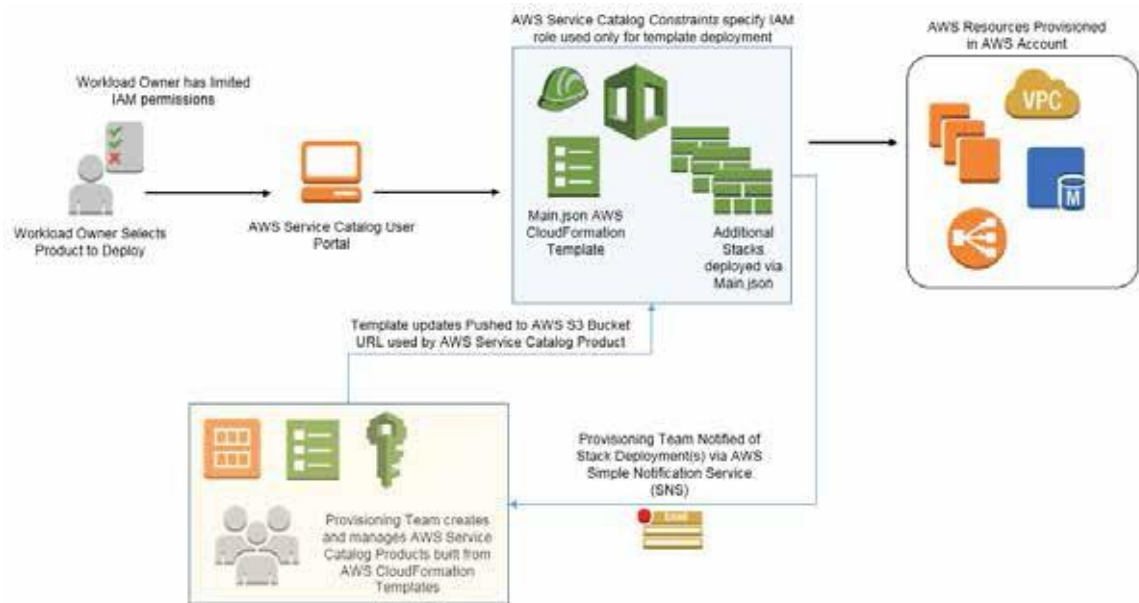 AWS Service Catalog Constraints specify IAM
role used only for template deployment
AWS Resources Provisioned
in AWS Account
Workload Owner has limited
IAM permissions
VPC
M
Workload Owner Selects
Product to Deploy
AWS Service Catalog User
Portal
Main.json AWS
CloudFormation
Template
Additional
Stacks
deployed via
Main.json
Template updates Pushed to AWS S3 Bucket
URL used by AWS Service Catalog Product
Provisioning Team Notified of
Stack Deployment(s) via AWS
Simple Notification Service
(SNS)
Email
Provisioning Team creates
and manages AWS Service
Catalog Products built from
AWS CloudFormation
Templates